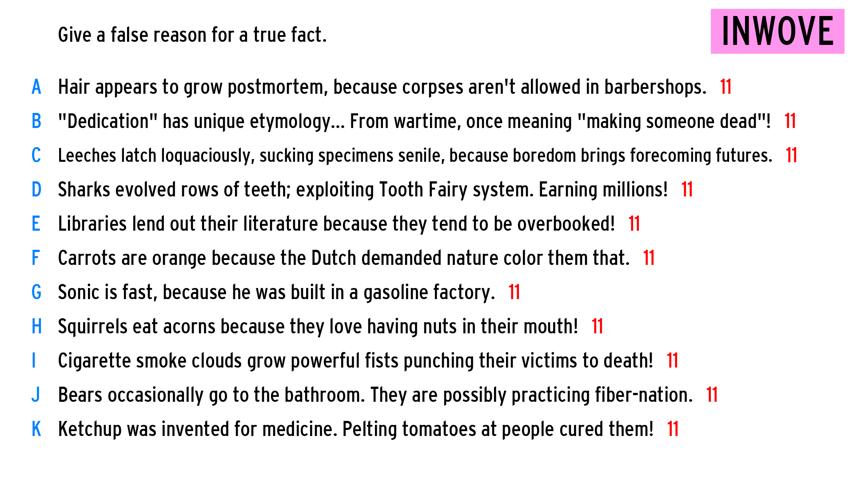 Give a false reason for a true fact.
INWOVE
A Hair appears to grow postmortem, because corpses aren't allowed in barbershops. 11
B "Dedication" has unique etymology... From wartime, once meaning "making someone dead"! 11
C Leeches latch loquaciously, sucking specimens senile, because boredom brings forecoming futures. 11
D Sharks evolved rows of teeth; exploiting Tooth Fairy system. Earning millions! 11
E Libraries lend out their literature because they tend to be overbooked! 11
F Carrots are orange because the Dutch demanded nature color them that. 11
G Sonic is fast, because he was built in a gasoline factory. 11
H Squirrels eat acorns because they love having nuts in their mouth! 11
I Cigarette smoke clouds grow powerful fists punching their victims to death! 11
J Bears occasionally go to the bathroom. They are possibly practicing fiber-nation. 11
K Ketchup was invented for medicine. Pelting tomatoes at people cured them! 11